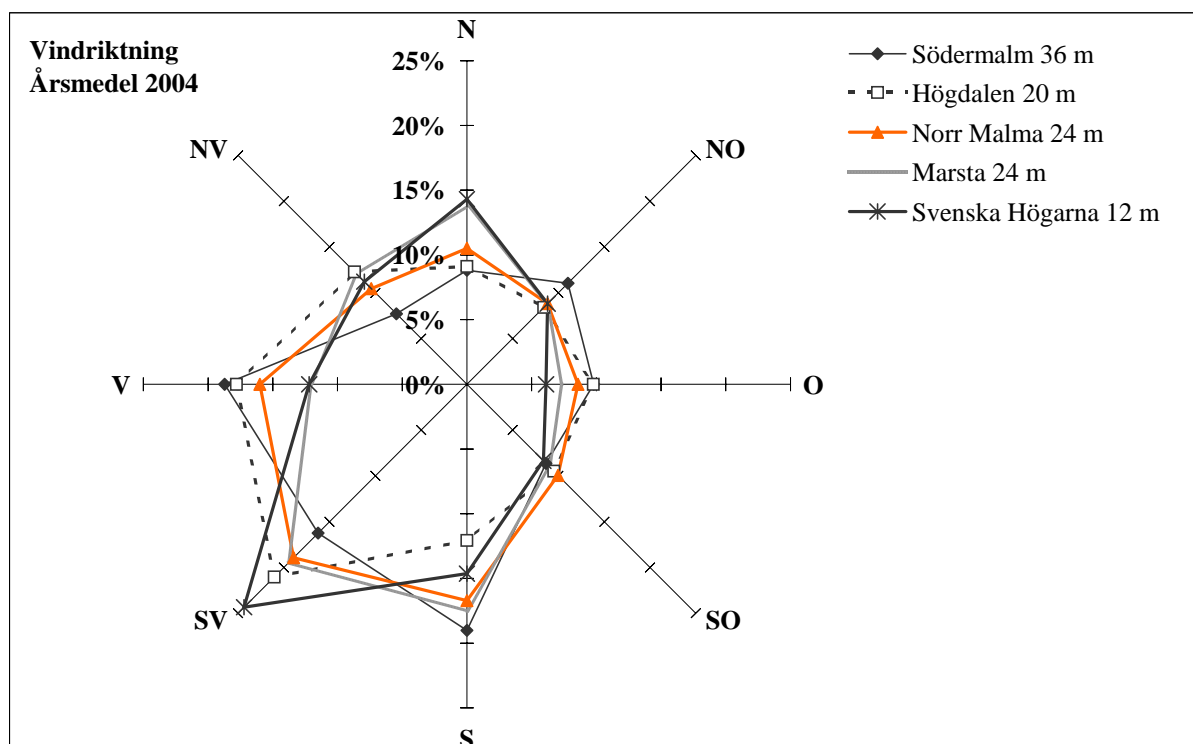 Vindriktning
Årsmedel 2004
N
25%
20%
15%
10%
5%
0%
NV
NO
V
O
SV
SO
S
Södermalm 36 m
Högdalen 20 m
Norr Malma 24 m
Marsta 24 m
Svenska Högarna 12 m